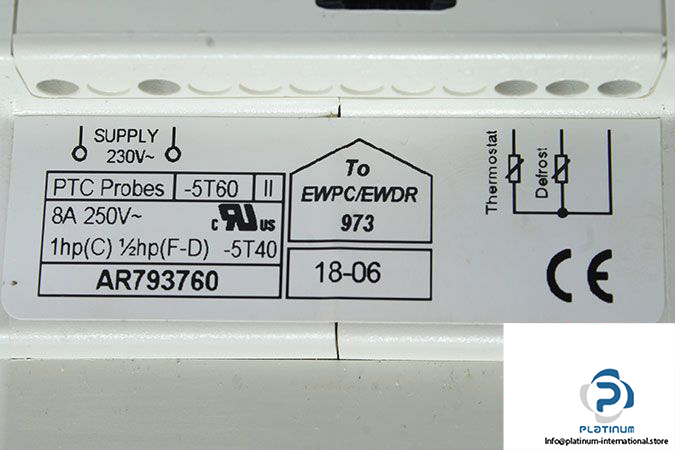 SUPPLY
230V~
PTC Probes -5T60 II
8A 250V~
c RU us
1hp(C) ½hp(F-D) -5T40
AR793760
To
EWPC/EWDR
973
18-06
Thermostat
Defrost
CE
PLATINUM
Info@platinum-international.store